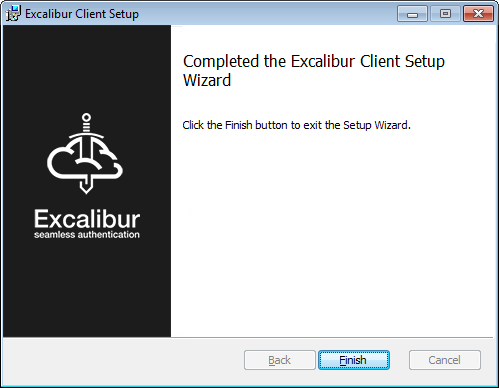 Excalibur Client Setup
Completed the Excalibur Client Setup
Wizard
Click the Finish button to exit the Setup Wizard.
Excalibur
seamless authentication
Back
Finish
Cancel